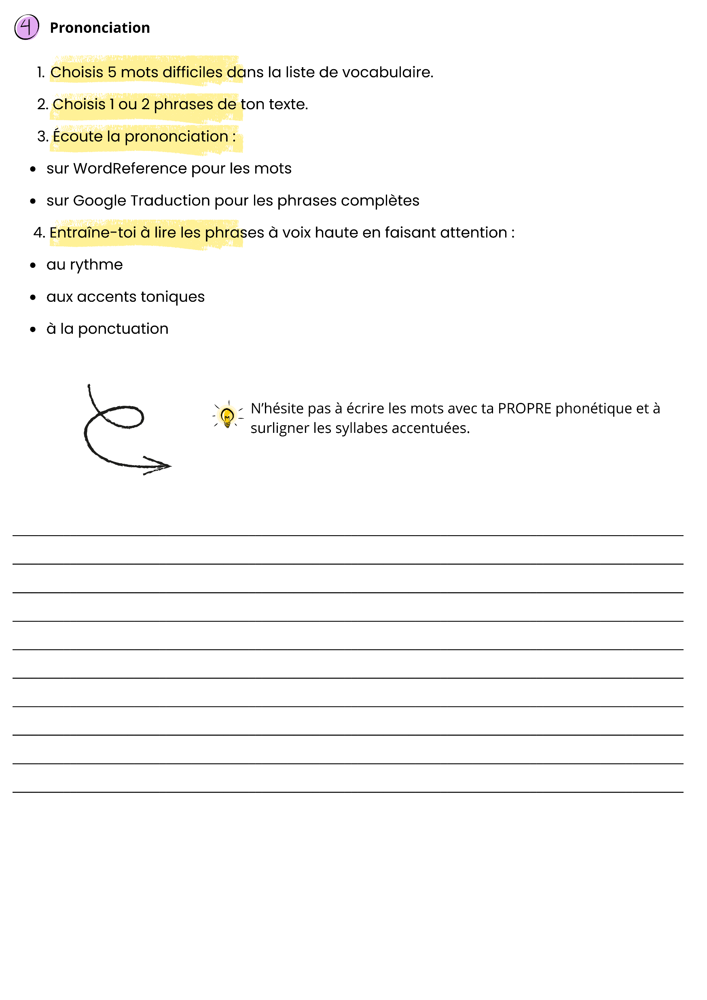 4 Prononciation
1. Choisis 5 mots difficiles dans la liste de vocabulaire.
2. Choisis 1 ou 2 phrases de ton texte.
3. Écoute la prononciation :
• sur WordReference pour les mots
• sur Google Traduction pour les phrases complètes
4. Entraîne-toi à lire les phrases à voix haute en faisant attention :
• au rythme
• aux accents toniques
• à la ponctuation
N’hésite pas à écrire les mots avec ta PROPRE phonétique et à
surligner les syllabes accentuées.